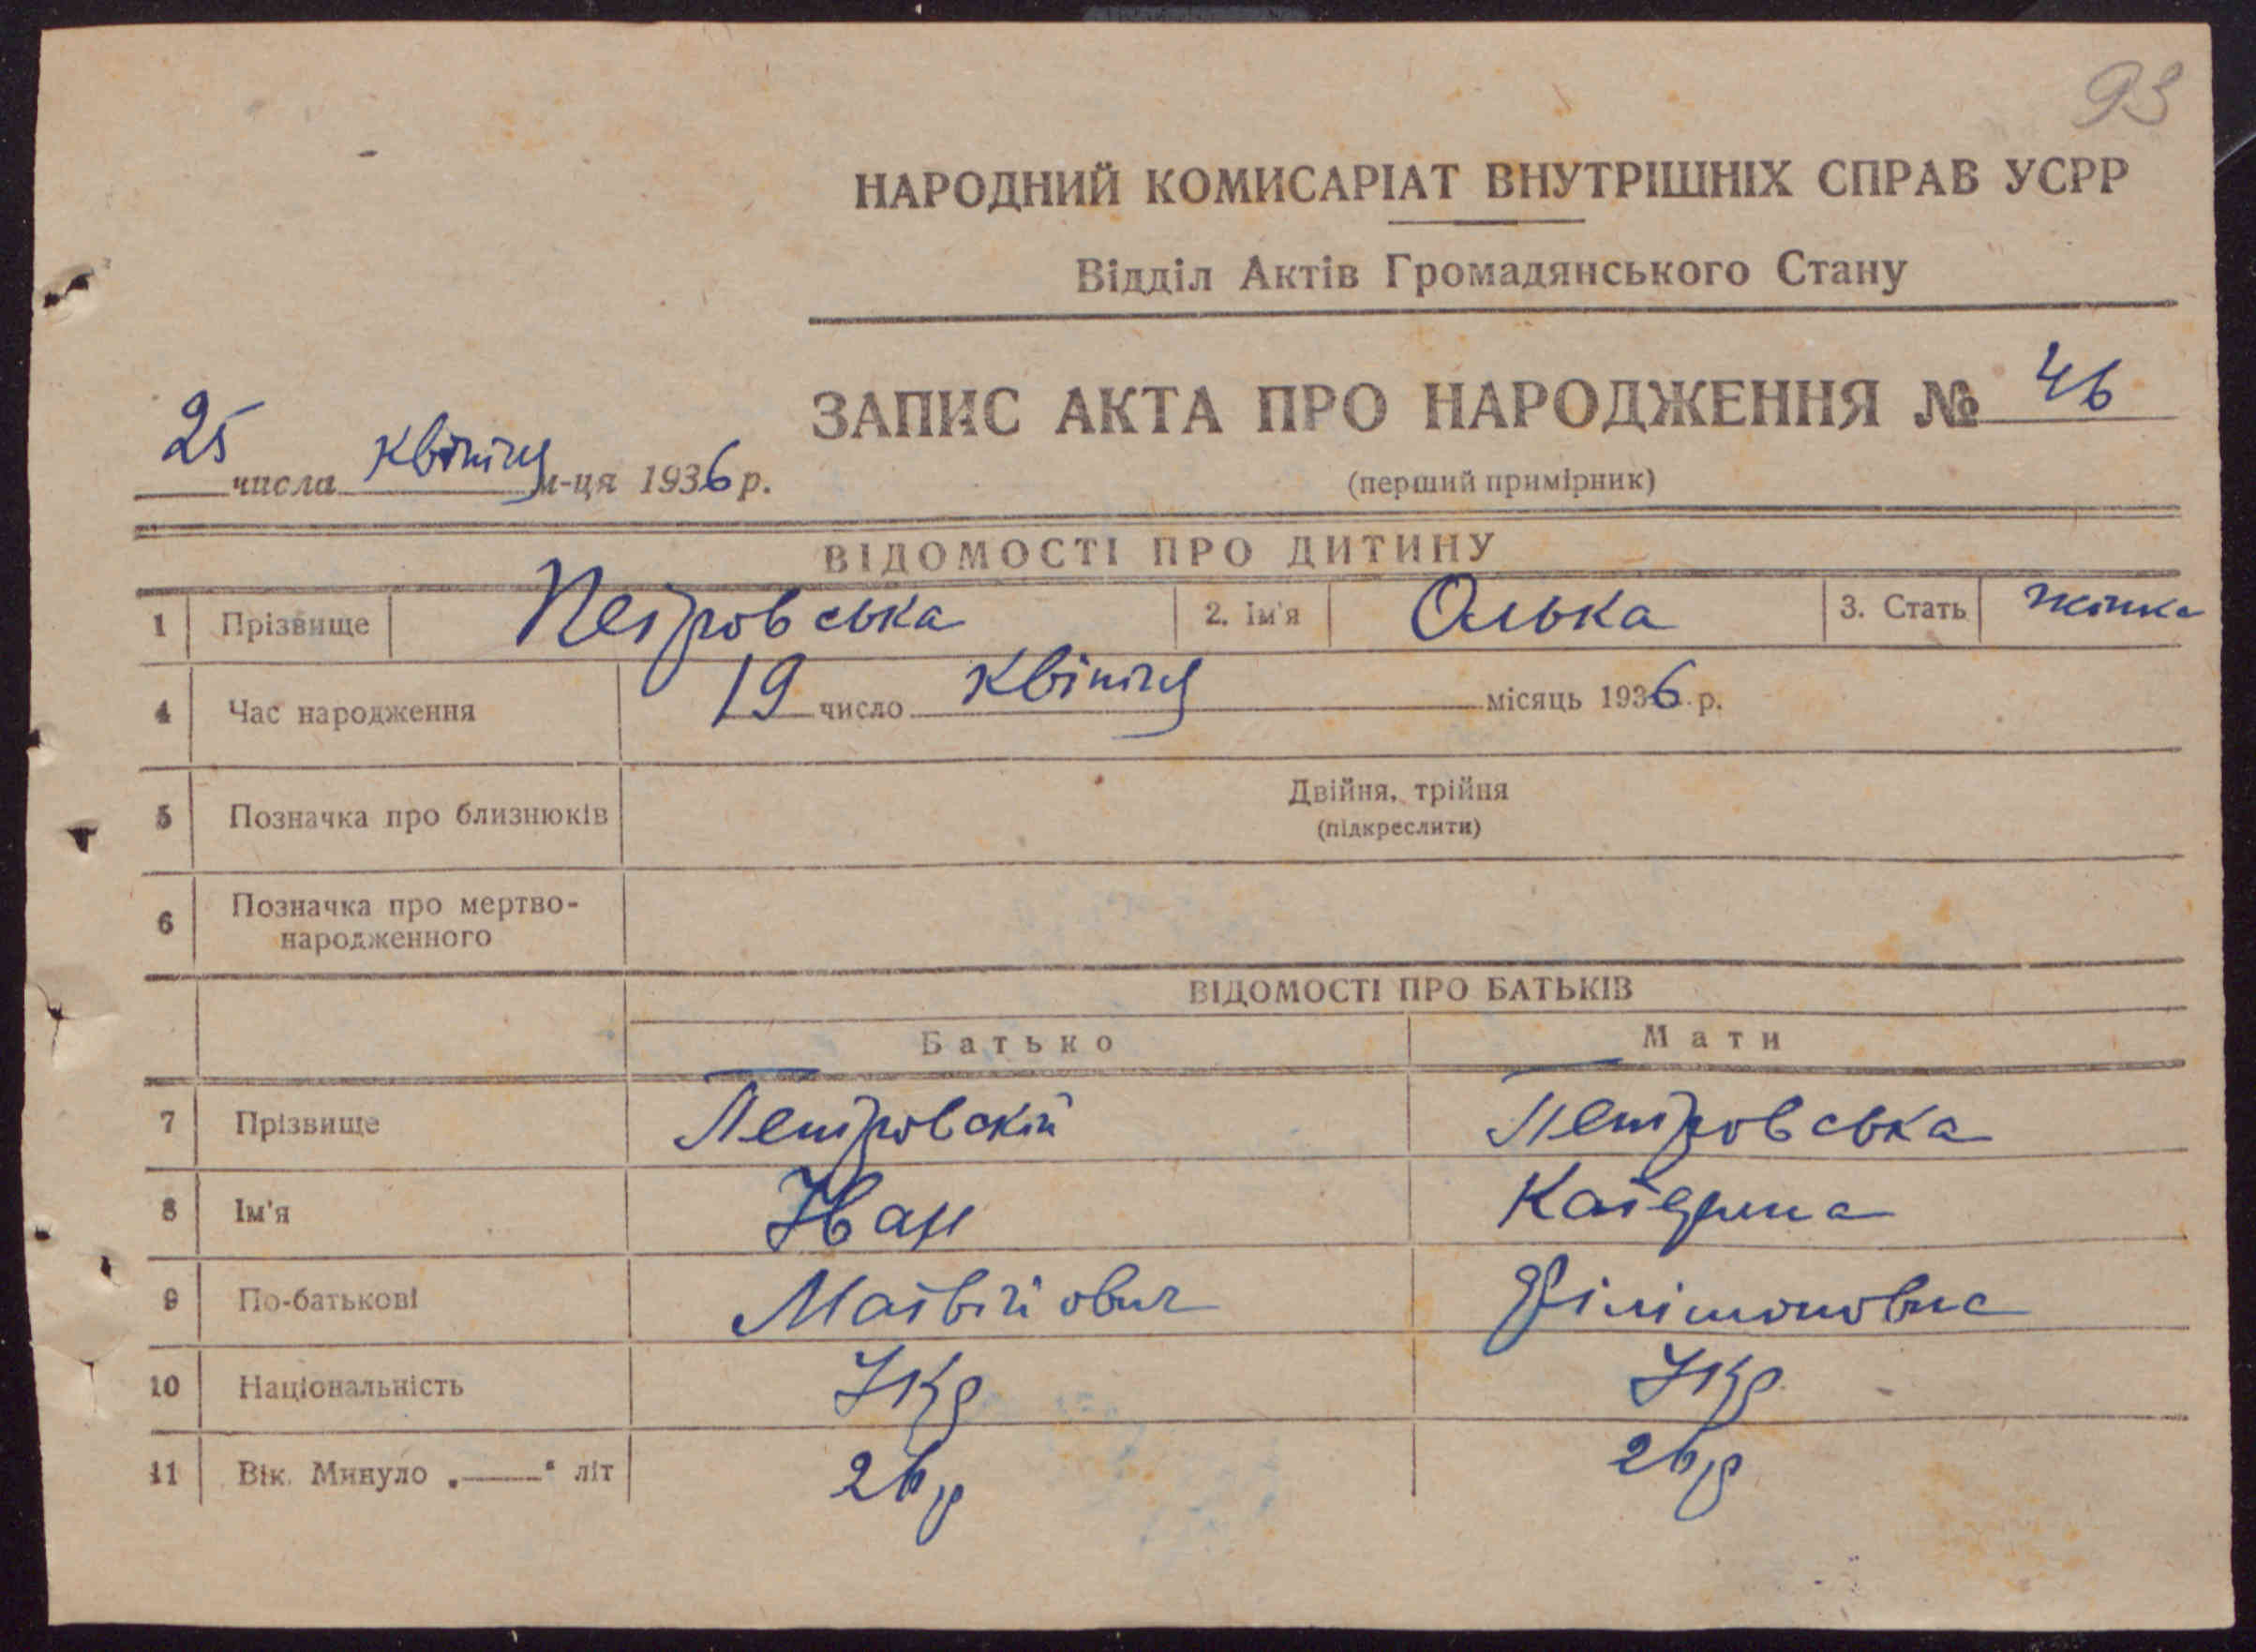 93
НАРОДНИЙ КОМИСАРІАТ ВНУТРІШНІХ СПРАВ УСРР
Відділ Актів Громадянського Стану
ЗАПИС АКТА ПРО НАРОДЖЕННЯ № 46
25 числа квітня м-ця 1936 р.
(перший примірник)
ВІДОМОСТІ ПРО ДИТИНУ
1 Прізвище Петровська 2. Ім'я Олька 3. Стать жінка
4 Час народження 19 число квітня місяць 1936 р.
5 Позначка про близнюків Двійня, трійня
(підкреслити)
6 Позначка про мертво-
народженного
ВІДОМОСТІ ПРО БАТЬКІВ
Батько Мати
7 Прізвище Петровскій Петровська
8 Ім'я Іван Катерина
9 По-батькові Матвійович Філімоновна
10 Національність Укр Укр
11 Вік. Минуло „——“ літ 26 р 26 р